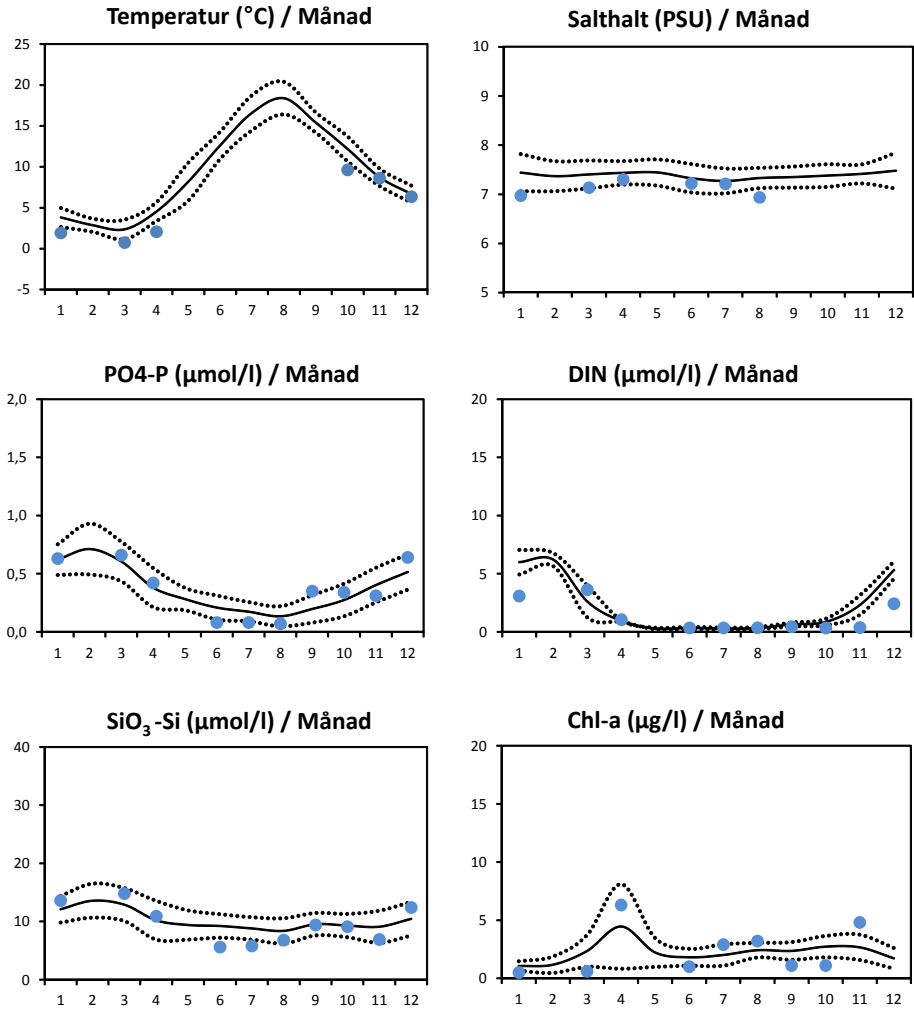 Temperatur (°C) / Månad
25
20
15
10
5
0
-5
1 2 3 4 5 6 7 8 9 10 11 12
Salthalt (PSU) / Månad
10
9
8
7
6
5
1 2 3 4 5 6 7 8 9 10 11 12
PO4-P (µmol/l) / Månad
2,0
1,5
1,0
0,5
0,0
1 2 3 4 5 6 7 8 9 10 11 12
DIN (µmol/l) / Månad
20
15
10
5
0
1 2 3 4 5 6 7 8 9 10 11 12
SiO₃-Si (µmol/l) / Månad
40
30
20
10
0
1 2 3 4 5 6 7 8 9 10 11 12
Chl-a (µg/l) / Månad
20
15
10
5
0
1 2 3 4 5 6 7 8 9 10 11 12